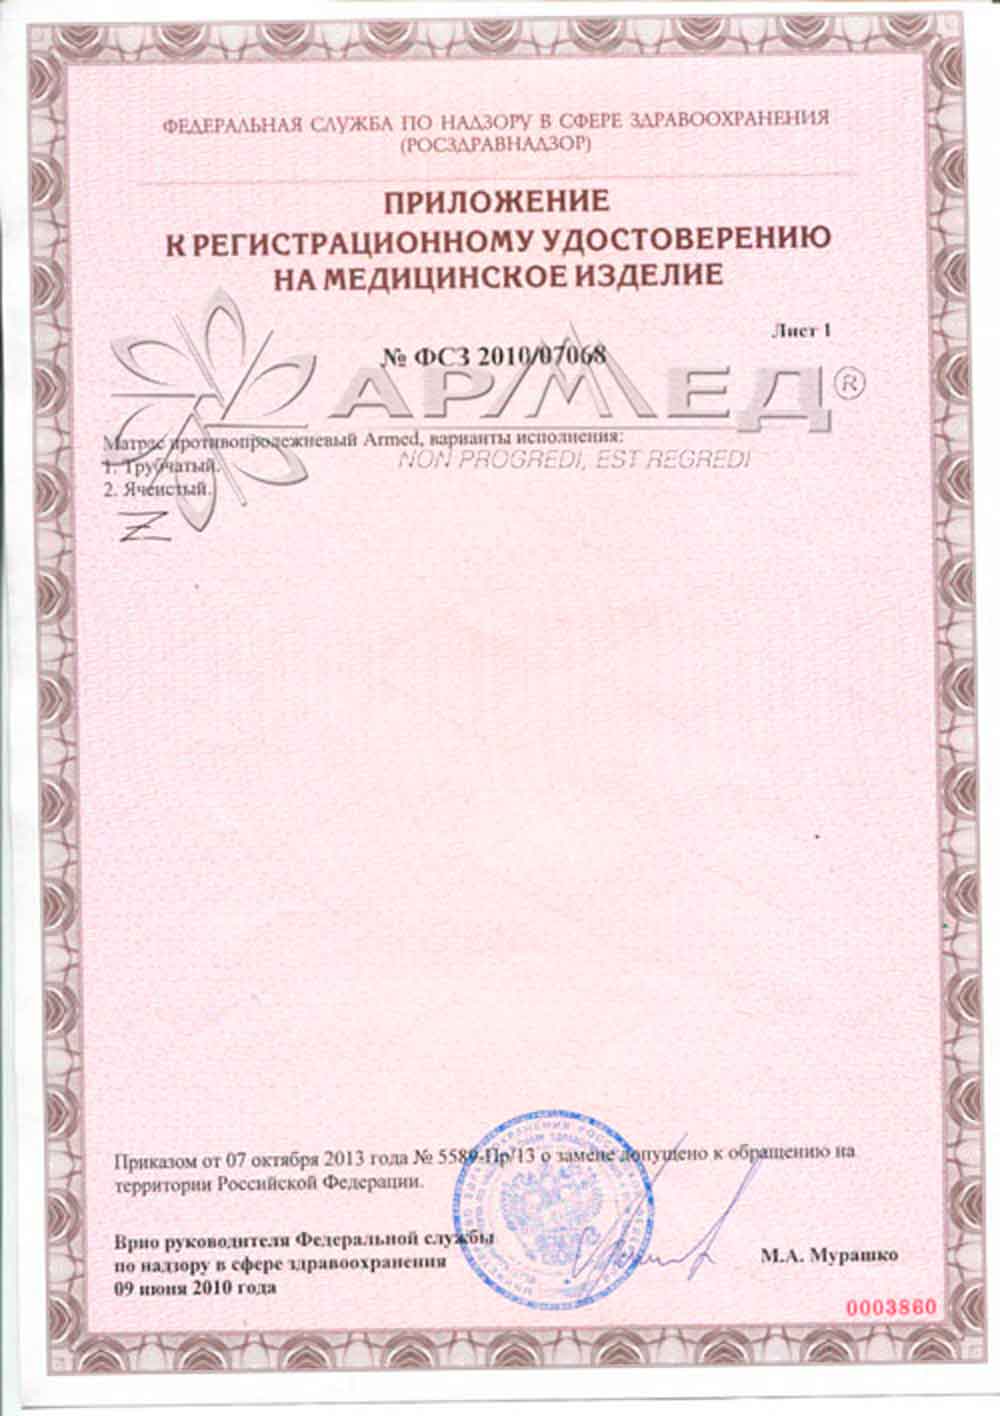 ФЕДЕРАЛЬНАЯ СЛУЖБА ПО НАДЗОРУ В СФЕРЕ ЗДРАВООХРАНЕНИЯ
(РОСЗДРАВНАДЗОР)
ПРИЛОЖЕНИЕ
К РЕГИСТРАЦИОННОМУ УДОСТОВЕРЕНИЮ
НА МЕДИЦИНСКОЕ ИЗДЕЛИЕ
Лист 1
№ ФСЗ 2010/07068
АРМЕД®
Матрас противопролежневый Armed, варианты исполнения:
NON PROGREDI, EST REGREDI
1. Трубчатый.
2. Ячеистый.
Приказом от 07 октября 2013 года № 5589-Пр/13 о замене допущено к обращению на
территории Российской Федерации.
Врио руководителя Федеральной службы
по надзору в сфере здравоохранения
09 июня 2010 года
М.А. Мурашко
0003860